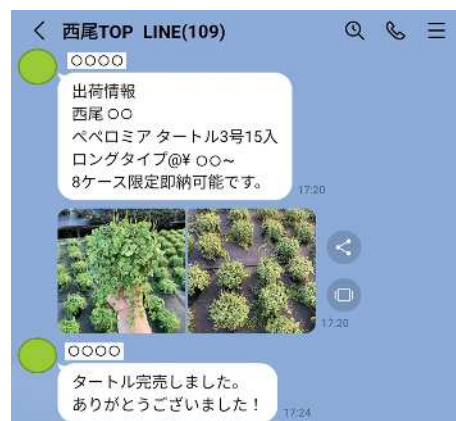 西尾TOP LINE(109)
○○○○
出荷情報
西尾 ○○
ペペロミア タートル3号15入
ロングタイプ@¥ ○○~
8ケース限定即納可能です。
17:20
17:20
○○○○
タートル完売しました。
ありがとうございました!
17:24